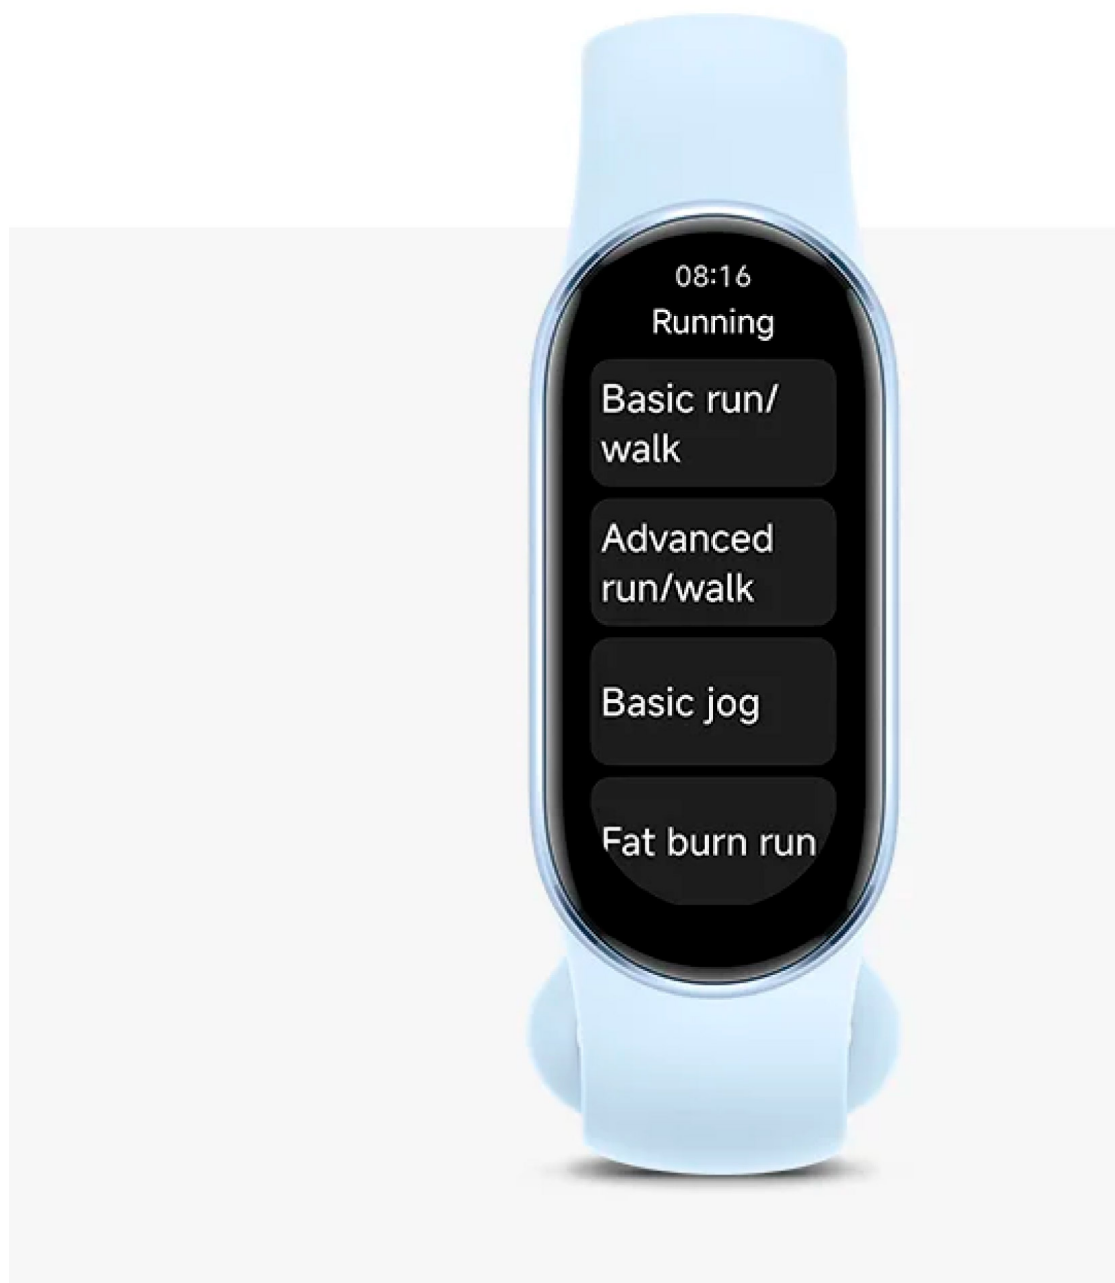 08:16
Running
Basic run/
walk
Advanced
run/walk
Basic jog
Fat burn run